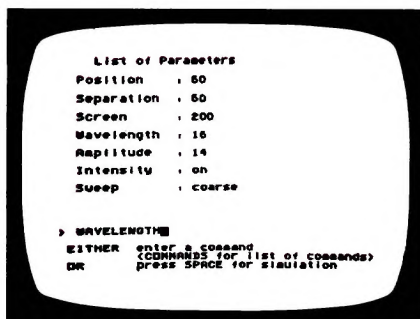 List of Parameters
Position : 60
Separation : 60
Screen : 200
Wavelength : 16
Amplitude : 14
Intensity : on
Sweep : coarse
> WAVELENGTH
EITHER enter a command
(COMMANDS for list of commands)
OR press SPACE for simulation